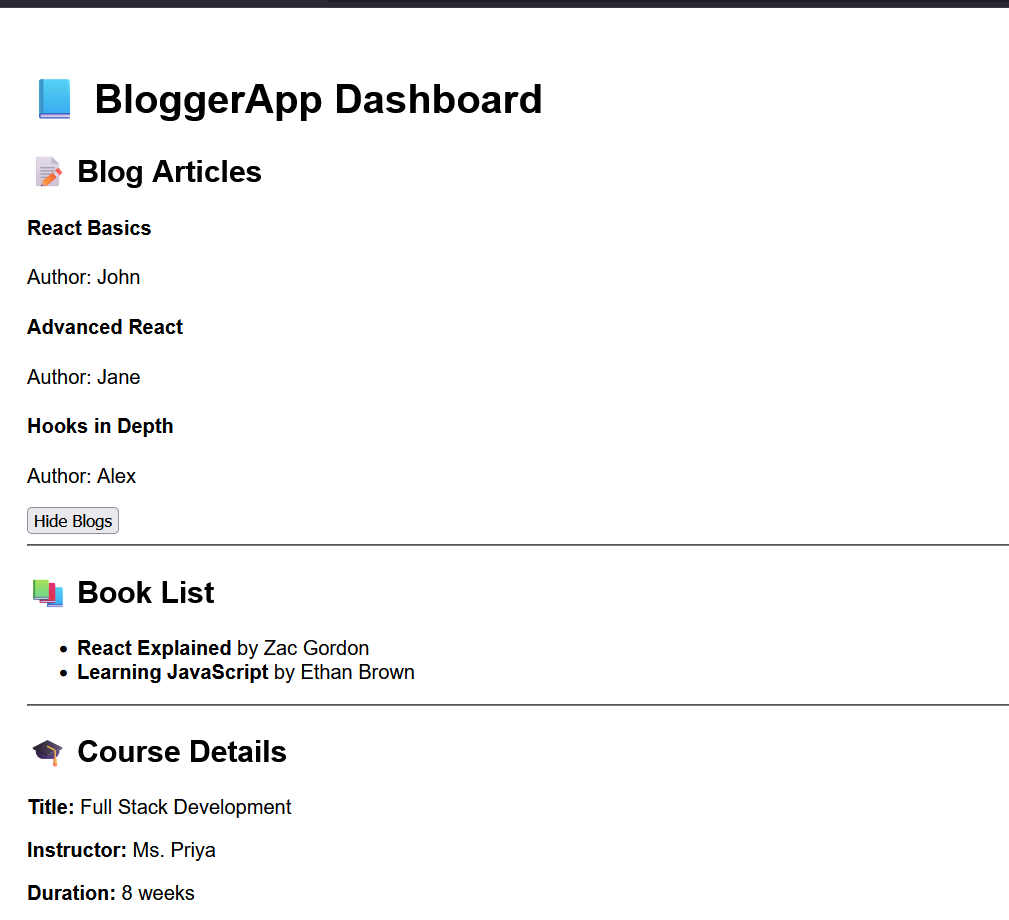 BloggerApp Dashboard
Blog Articles
React Basics
Author: John
Advanced React
Author: Jane
Hooks in Depth
Author: Alex
Hide Blogs
Book List
React Explained by Zac Gordon
Learning JavaScript by Ethan Brown
Course Details
Title: Full Stack Development
Instructor: Ms. Priya
Duration: 8 weeks